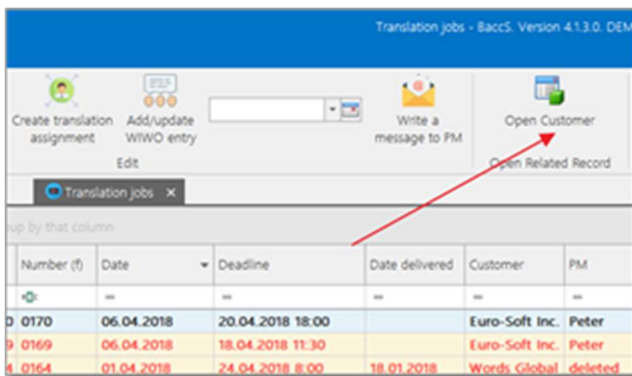 Translation jobs - BaccS. Version 4.1.3.0. DEM
Create translation assignment
Add/update WIWO entry
Write a message to PM
Open Customer
Edit
Open Related Record
Translation jobs ×
up by that column
Number (f) Date Deadline Date delivered Customer PM
= = = = =
0 0170 06.04.2018 20.04.2018 18:00 Euro-Soft Inc. Peter
9 0169 06.04.2018 18.04.2018 11:30 Euro-Soft Inc. Peter
4 0164 01.04.2018 24.04.2018 8:00 18.01.2018 Words Global deleted